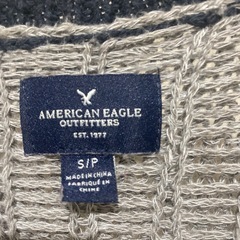 AMERICAN EAGLE
OUTFITTERS
EST. 1977
S/P
MADE IN CHINA
FABRIQUÉ EN
CHINE